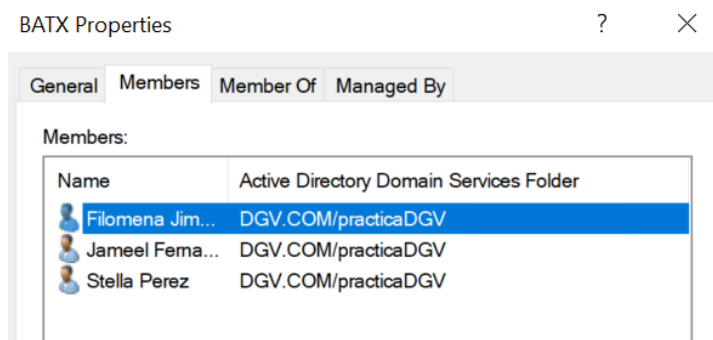 BATX Properties ? ×
General Members Member Of Managed By
Members:
Name Active Directory Domain Services Folder
Filomena Jim... DGV.COM/practicaDGV
Jameel Ferna... DGV.COM/practicaDGV
Stella Perez DGV.COM/practicaDGV